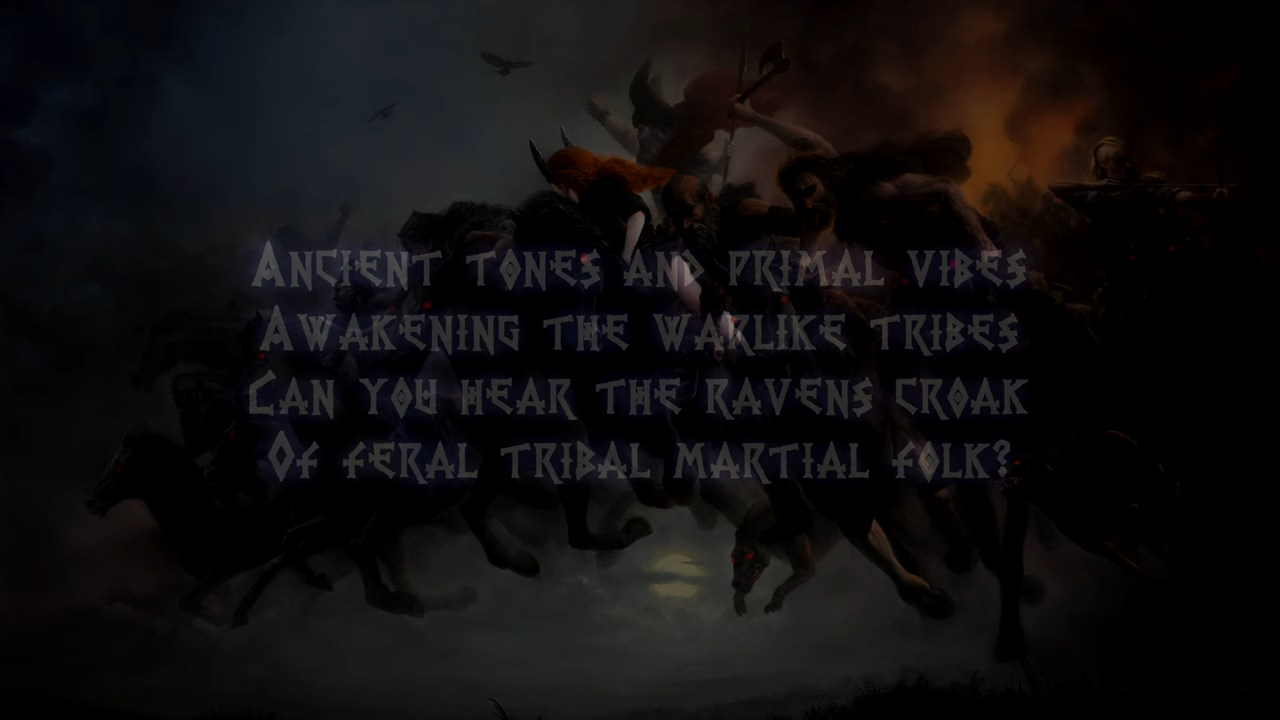 Ancient tones and primal vibes
Awakening the warlike tribes
Can you hear the ravens croak
Of feral tribal martial folk?